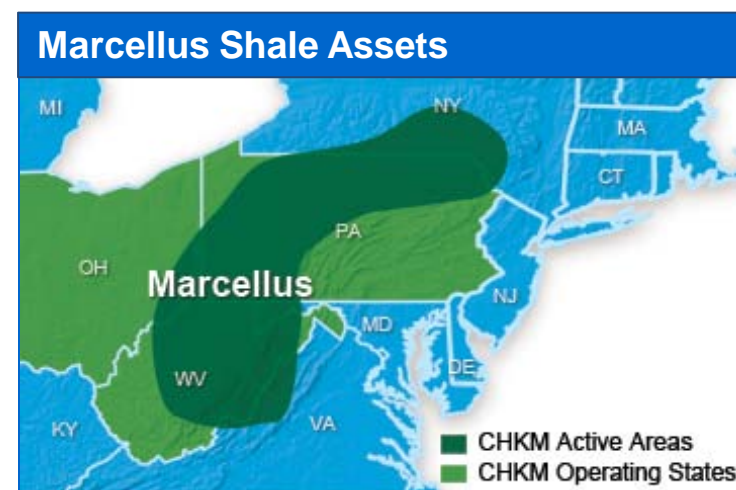 Marcellus Shale Assets
MI
NY
MA
CT
PA
OH
Marcellus
NJ
MD
DE
WV
VA
KY
CHKM Active Areas
CHKM Operating States